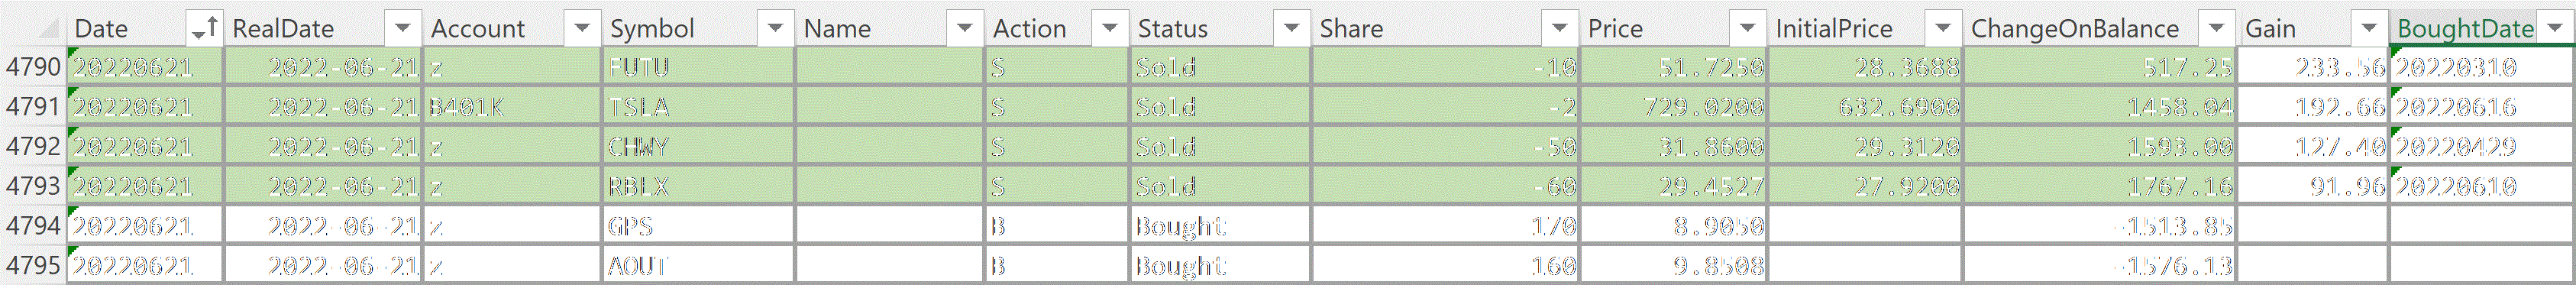 Date RealDate Account Symbol Name Action Status Share Price InitialPrice ChangeOnBalance Gain BoughtDate
4790 20220621 2022-06-21 z FUTU S Sold -10 51.7250 28.3688 517.25 233.56 20220310
4791 20220621 2022-06-21 B401K TSLA S Sold -2 729.0200 632.6900 1458.04 192.66 20220616
4792 20220621 2022-06-21 z CHWY S Sold -50 31.8600 29.3120 1593.00 127.40 20220429
4793 20220621 2022-06-21 z RBLX S Sold -60 29.4527 27.9200 1767.16 91.96 20220610
4794 20220621 2022-06-21 z GPS B Bought 170 8.9050 -1513.85
4795 20220621 2022-06-21 z AOUT B Bought 160 9.8508 -1576.13